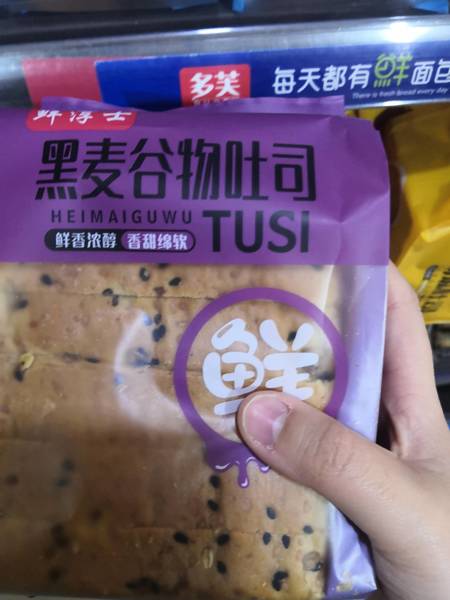 多芙
每天都有鲜面包
There is fresh bread every day
黑麦谷物吐司
HEIMAIGUWU
TUSI
鲜香浓醇 香甜绵软
鲜